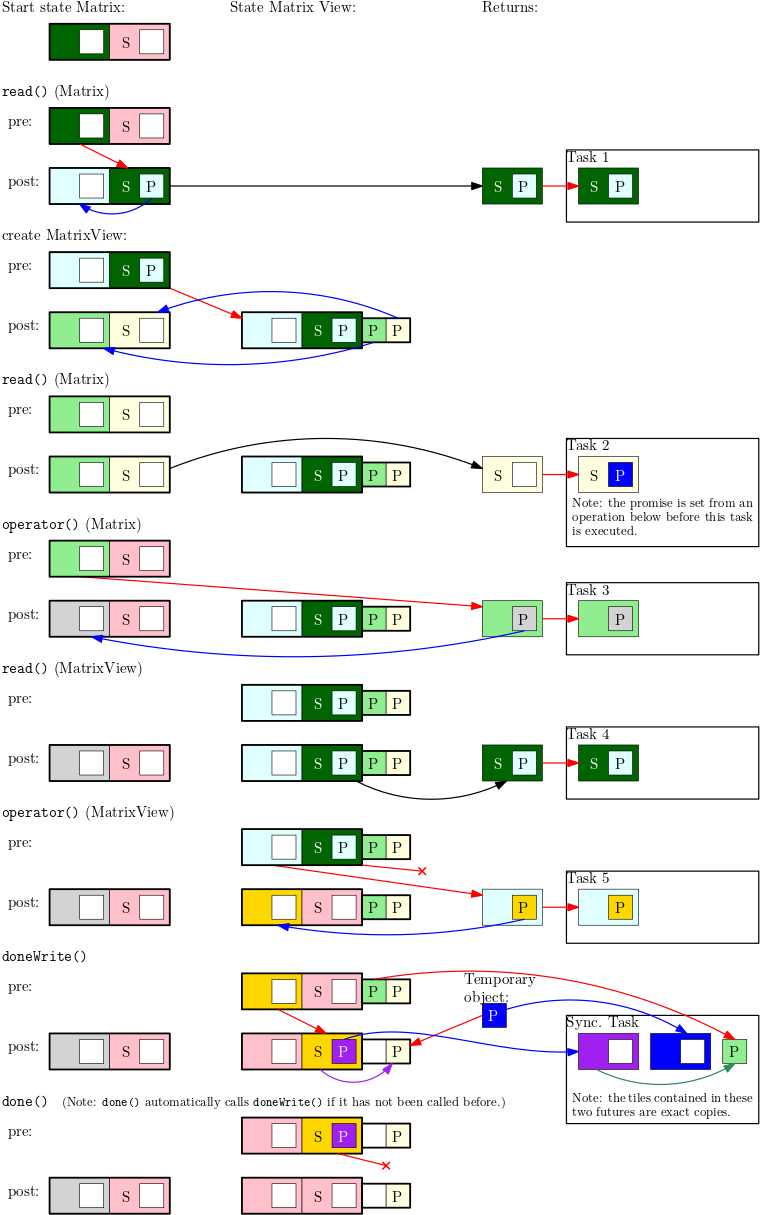 Start state Matrix: State Matrix View: Returns:
S
read() (Matrix)
pre: S
Task 1
post: S P S P S P
create MatrixView:
pre: S P
post: S S P P P
read() (Matrix)
pre: S
Task 2
post: S S P P P S S P
Note: the promise is set from an
operation below before this task
is executed.
operator() (Matrix)
pre: S
Task 3
post: S S P P P P P
read() (MatrixView)
pre: S P P P
Task 4
post: S S P P P S P S P
operator() (MatrixView)
pre: S P P P
Task 5
post: S S P P P P
doneWrite()
pre: S P P
Temporary
object:
P
Sync. Task
post: S S P P P
Note: the tiles contained in these
two futures are exact copies.
done() (Note: done() automatically calls doneWrite() if it has not been called before.)
pre: S P P
post: S S P